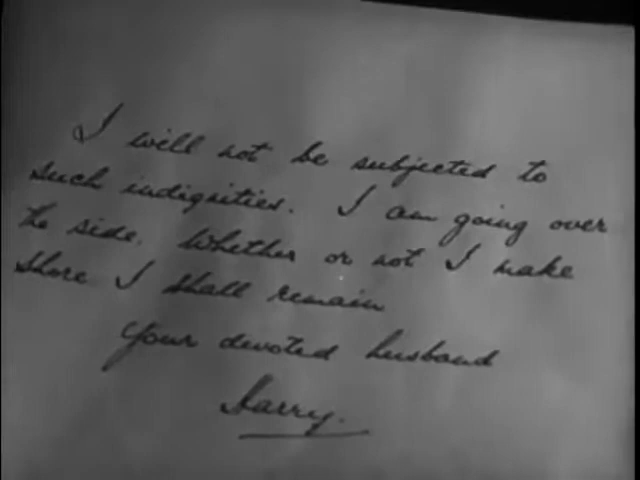 I will not be subjected to
such indignities. I am going over
the side. Whether or not I make
shore I shall remain
Your devoted husband
Harry.